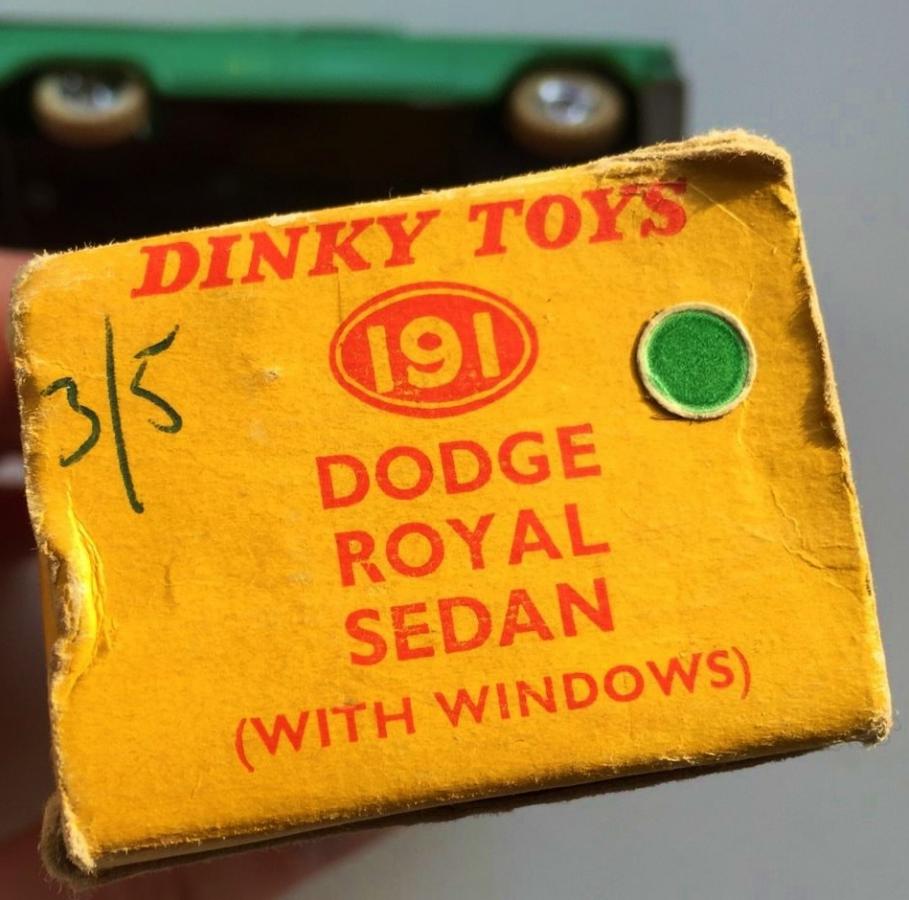 DINKY TOYS
191
3/5
DODGE
ROYAL
SEDAN
(WITH WINDOWS)